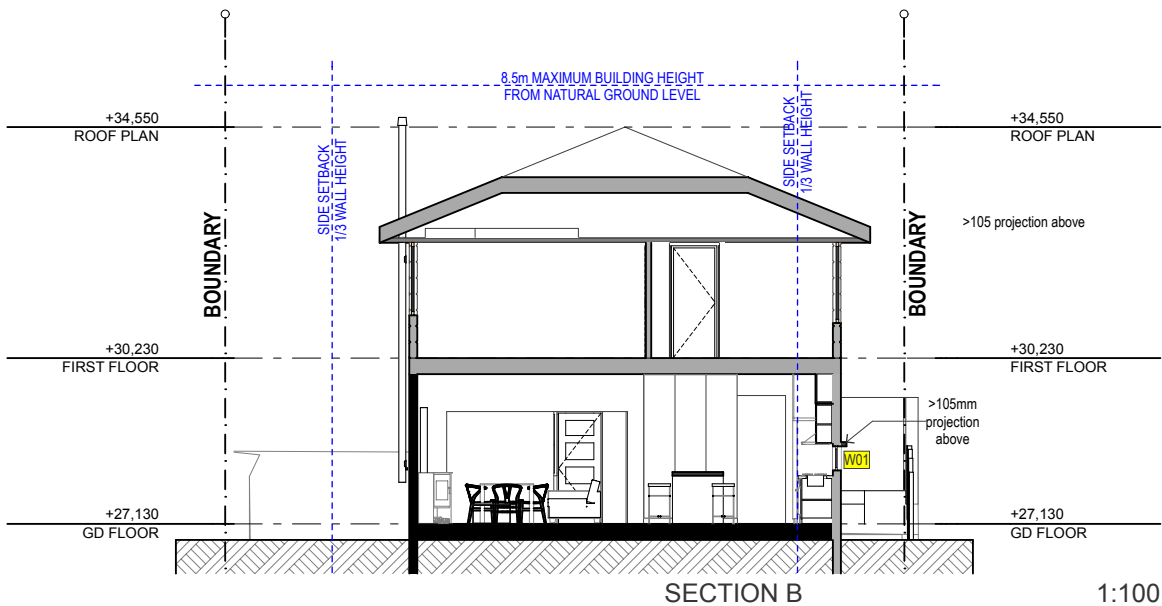 8.5m MAXIMUM BUILDING HEIGHT
FROM NATURAL GROUND LEVEL
+34,550
ROOF PLAN
+34,550
ROOF PLAN
SIDE SETBACK
1/3 WALL HEIGHT
SIDE SETBACK
1/3 WALL HEIGHT
BOUNDARY
BOUNDARY
>105 projection above
+30,230
FIRST FLOOR
+30,230
FIRST FLOOR
>105mm
projection
above
W01
+27,130
GD FLOOR
+27,130
GD FLOOR
SECTION B
1:100